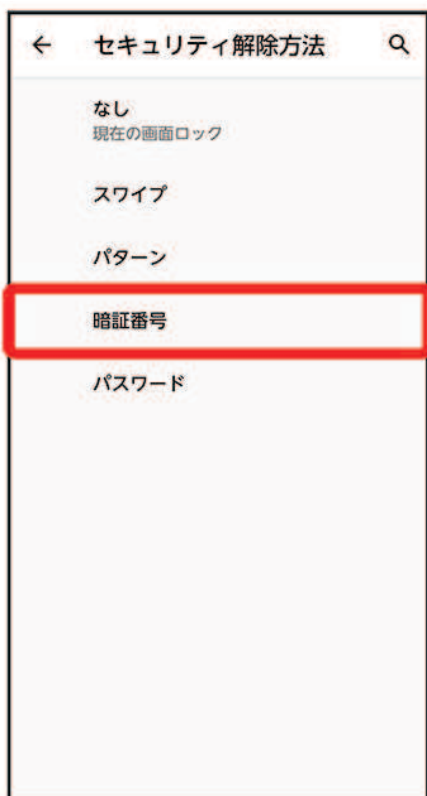 セキュリティ解除方法
なし
現在の画面ロック
スワイプ
パターン
暗証番号
パスワード